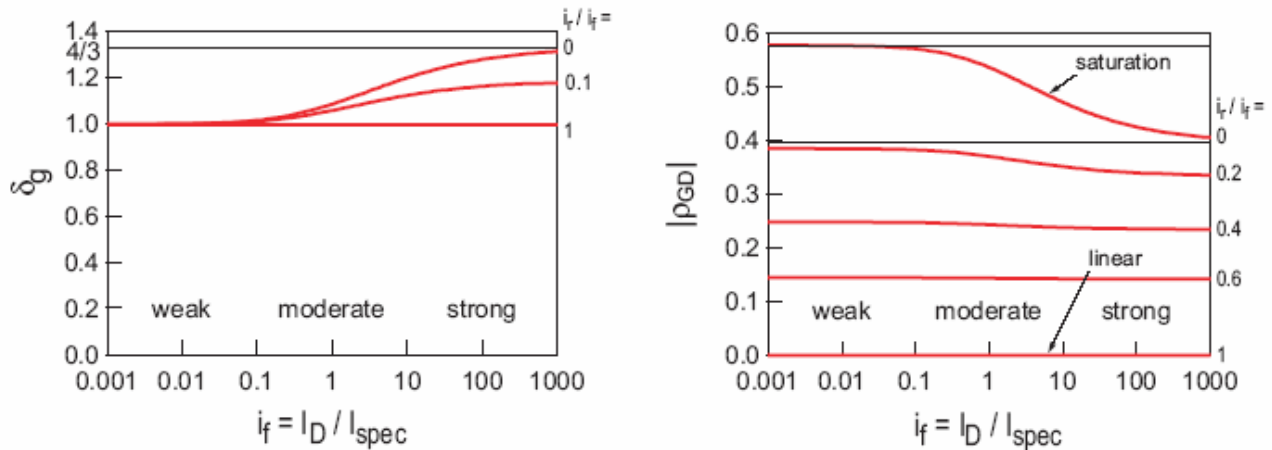 1.4
4/3
1.2
1.0
0.8
0.6
0.4
0.2
0.0
δg
ir / if =
0
0.1
1
weak moderate strong
0.001 0.01 0.1 1 10 100 1000
if = ID / Ispec
0.6
0.5
0.4
0.3
0.2
0.1
0.0
|ρGD|
saturation
ir / if =
0
0.2
0.4
linear
0.6
weak moderate strong
1
0.001 0.01 0.1 1 10 100 1000
if = ID / Ispec